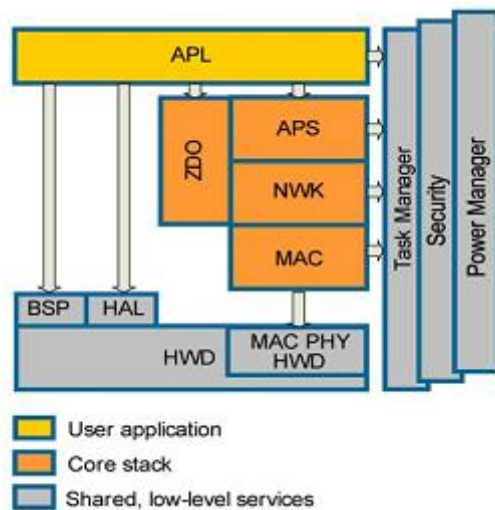 APL
ZDO
APS
NWK
MAC
BSP
HAL
HWD
MAC PHY
HWD
Task Manager
Security
Power Manager
User application
Core stack
Shared, low-level services